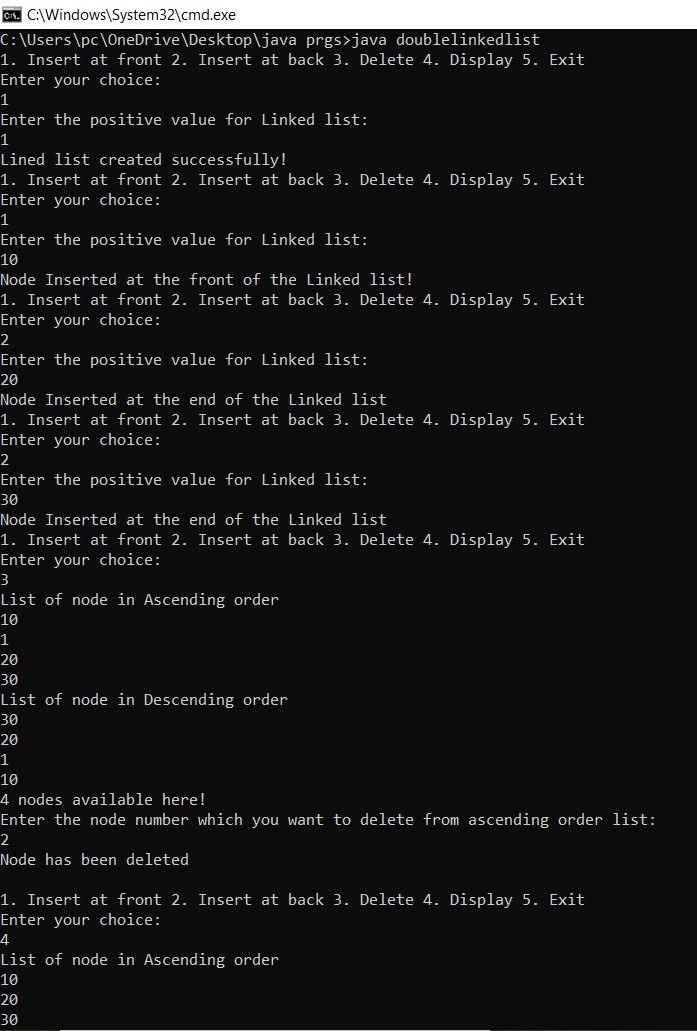 C:\Windows\System32\cmd.exe
C:\Users\pc\OneDrive\Desktop\java prgs>java doublelinkedlist
1. Insert at front 2. Insert at back 3. Delete 4. Display 5. Exit
Enter your choice:
1
Enter the positive value for Linked list:
1
Lined list created successfully!
1. Insert at front 2. Insert at back 3. Delete 4. Display 5. Exit
Enter your choice:
1
Enter the positive value for Linked list:
10
Node Inserted at the front of the Linked list!
1. Insert at front 2. Insert at back 3. Delete 4. Display 5. Exit
Enter your choice:
2
Enter the positive value for Linked list:
20
Node Inserted at the end of the Linked list
1. Insert at front 2. Insert at back 3. Delete 4. Display 5. Exit
Enter your choice:
2
Enter the positive value for Linked list:
30
Node Inserted at the end of the Linked list
1. Insert at front 2. Insert at back 3. Delete 4. Display 5. Exit
Enter your choice:
3
List of node in Ascending order
10
1
20
30
List of node in Descending order
30
20
1
10
4 nodes available here!
Enter the node number which you want to delete from ascending order list:
2
Node has been deleted

1. Insert at front 2. Insert at back 3. Delete 4. Display 5. Exit
Enter your choice:
4
List of node in Ascending order
10
20
30